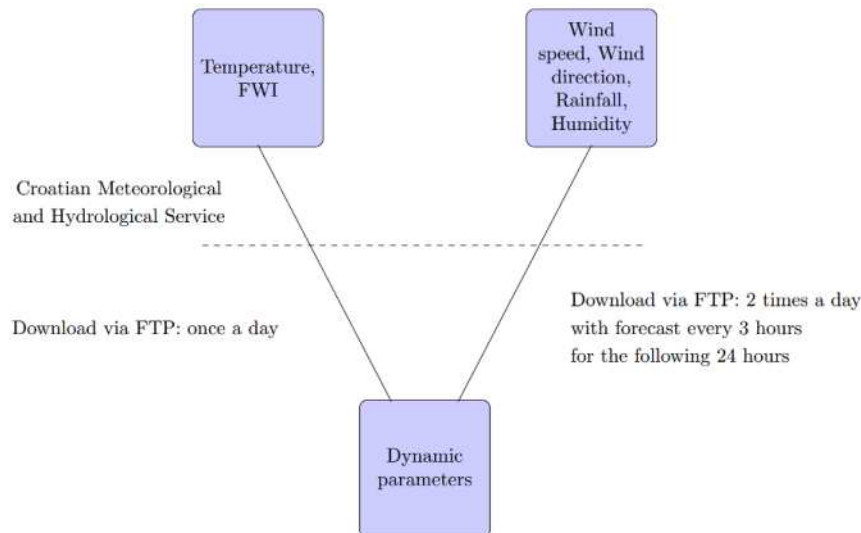 Temperature,
FWI
Wind
speed, Wind
direction,
Rainfall,
Humidity
Croatian Meteorological
and Hydrological Service
Download via FTP: once a day
Download via FTP: 2 times a day
with forecast every 3 hours
for the following 24 hours
Dynamic
parameters